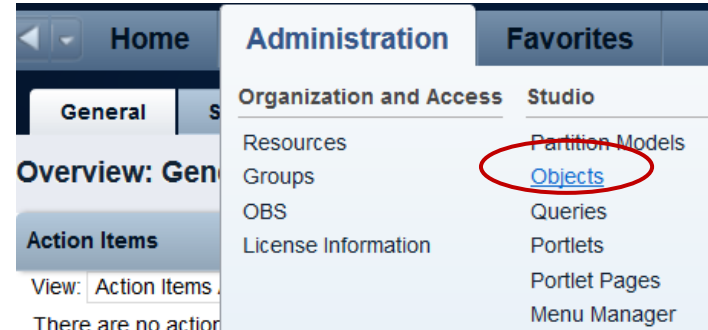 Home Administration Favorites
General S
Overview: Gen
Action Items
View: Action Items
There are no action
Organization and Access
Resources
Groups
OBS
License Information
Studio
Partition Models
Objects
Queries
Portlets
Portlet Pages
Menu Manager